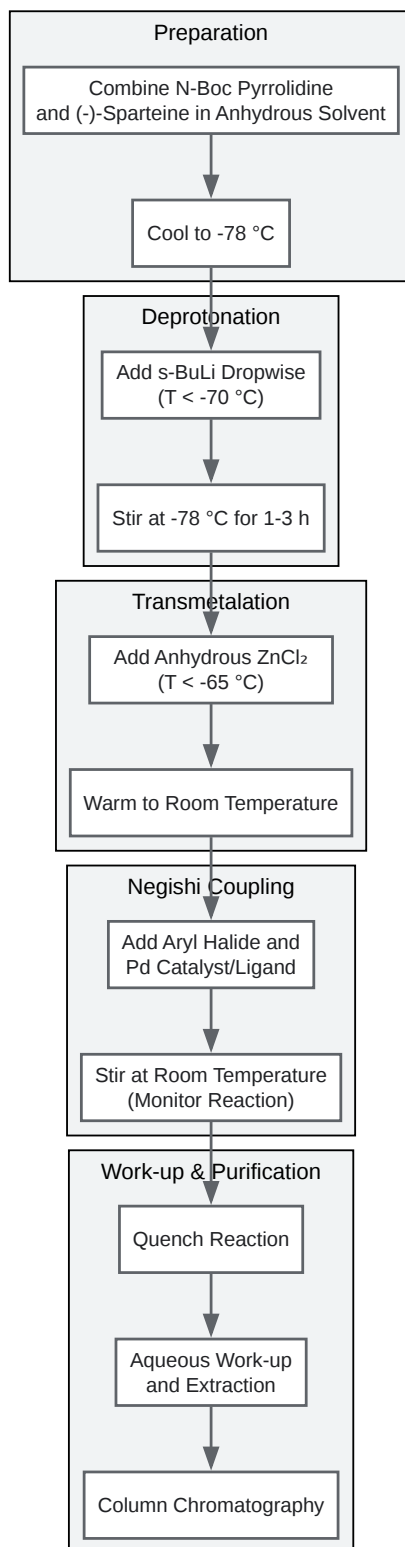 Preparation
Combine N-Boc Pyrrolidine
and (-)-Sparteine in Anhydrous Solvent
Cool to -78 °C
Deprotonation
Add s-BuLi Dropwise
(T < -70 °C)
Stir at -78 °C for 1-3 h
Transmetalation
Add Anhydrous ZnCl₂
(T < -65 °C)
Warm to Room Temperature
Negishi Coupling
Add Aryl Halide and
Pd Catalyst/Ligand
Stir at Room Temperature
(Monitor Reaction)
Work-up & Purification
Quench Reaction
Aqueous Work-up
and Extraction
Column Chromatography